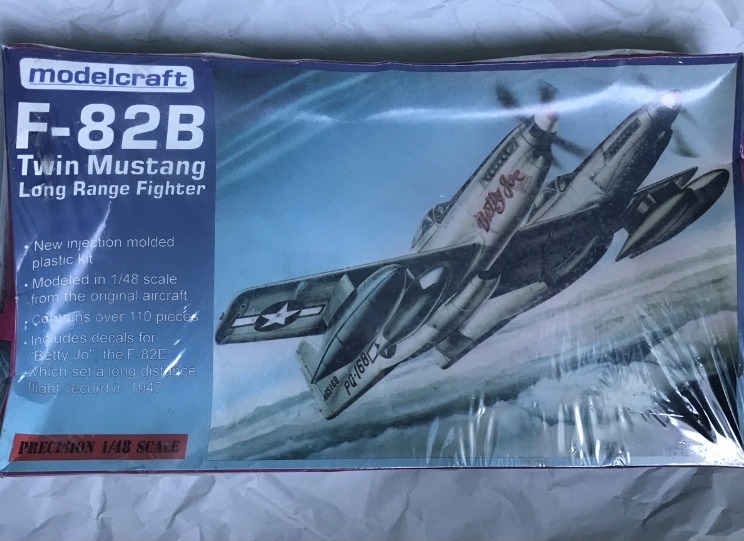 modelcraft
F-82B
Twin Mustang
Long Range Fighter
• New injection molded
plastic kit
• Modeled in 1/48 scale
from the original aircraft
• Contains over 110 pieces
• Includes decals for
"Betty Jo", the F-82E
which set a long distance
flight record in 1947
PRECISION 1/48 SCALE
Betty Joe
PQ-168